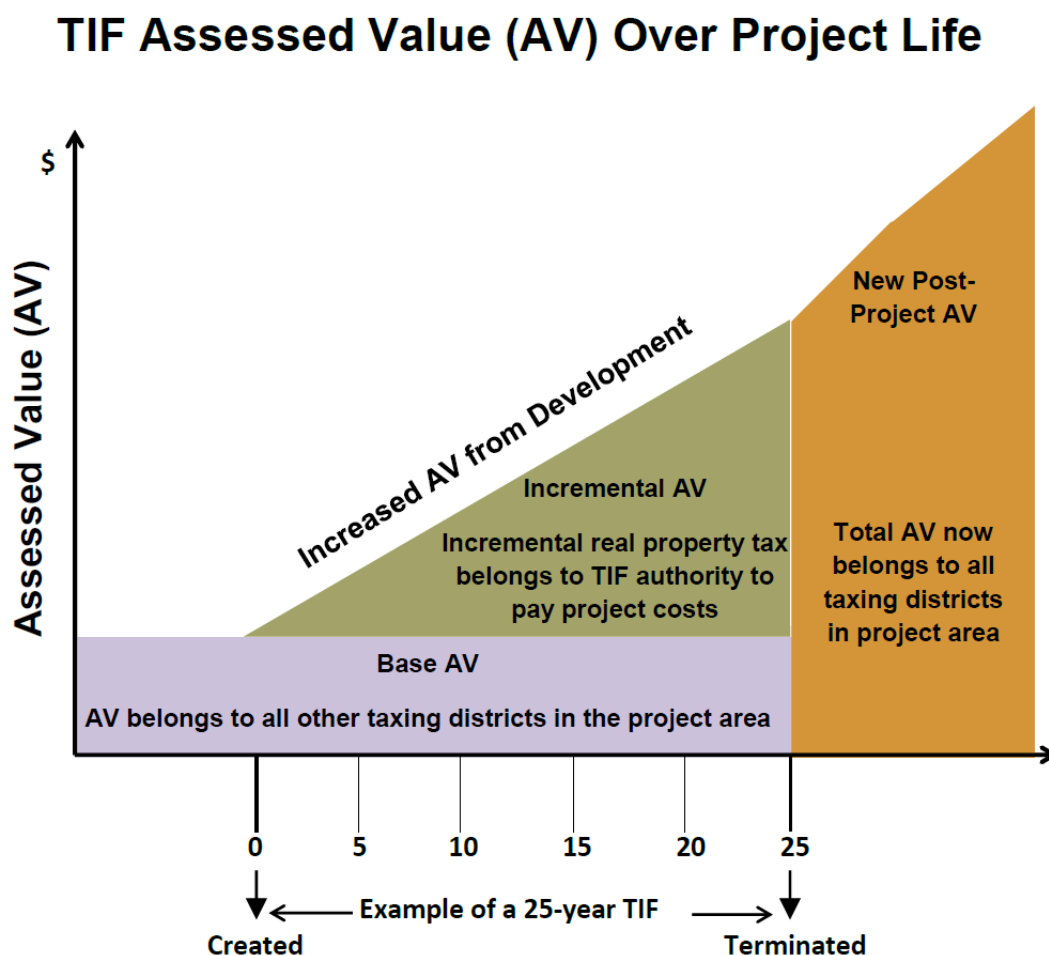 TIF Assessed Value (AV) Over Project Life
$
Assessed Value (AV)
Increased AV from Development
New Post-
Project AV
Incremental AV
Incremental real property tax
belongs to TIF authority to
pay project costs
Total AV now
belongs to all
taxing districts
in project area
Base AV
AV belongs to all other taxing districts in the project area
0 5 10 15 20 25
Example of a 25-year TIF
Created Terminated